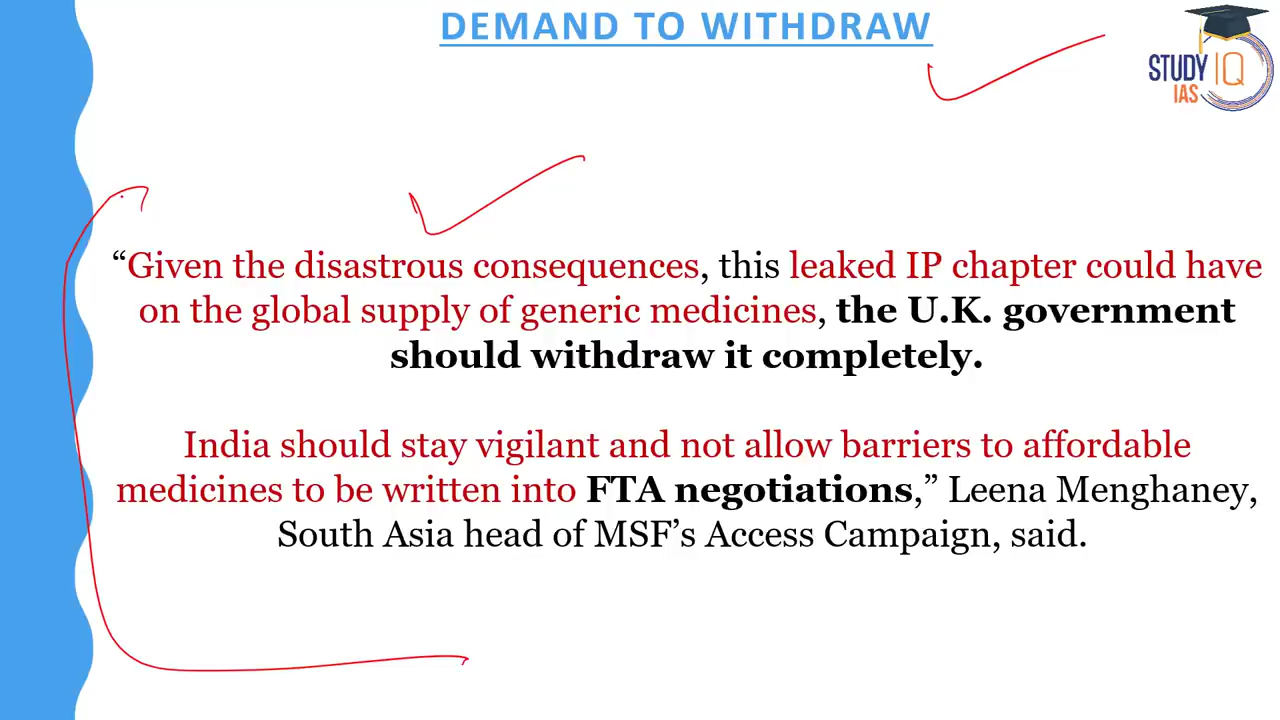 DEMAND TO WITHDRAW
STUDY IQ
IAS
“Given the disastrous consequences, this leaked IP chapter could have
on the global supply of generic medicines, the U.K. government
should withdraw it completely.
India should stay vigilant and not allow barriers to affordable
medicines to be written into FTA negotiations,” Leena Menghaney,
South Asia head of MSF’s Access Campaign, said.